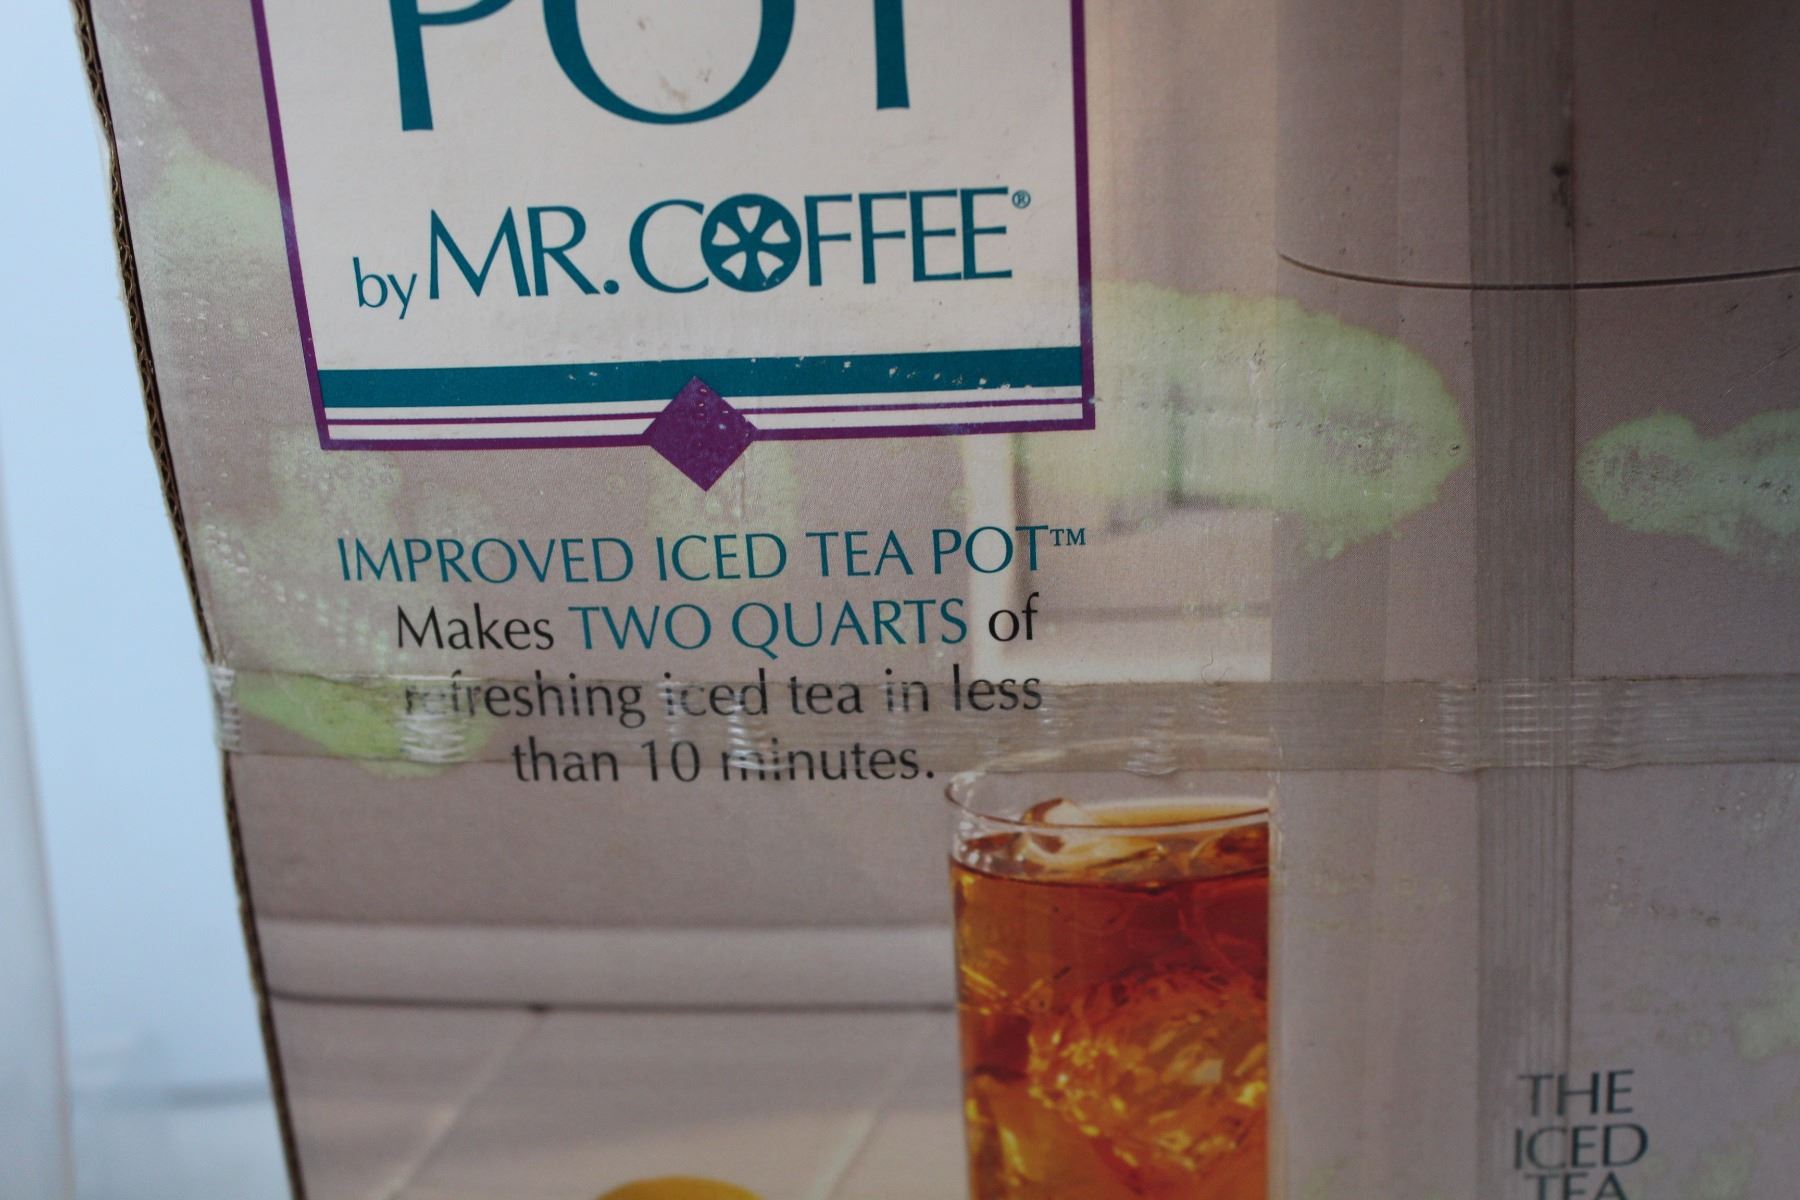 POT
by MR. COFFEE®
IMPROVED ICED TEA POT™
Makes TWO QUARTS of
refreshing iced tea in less
than 10 minutes.
THE
ICED
TEA